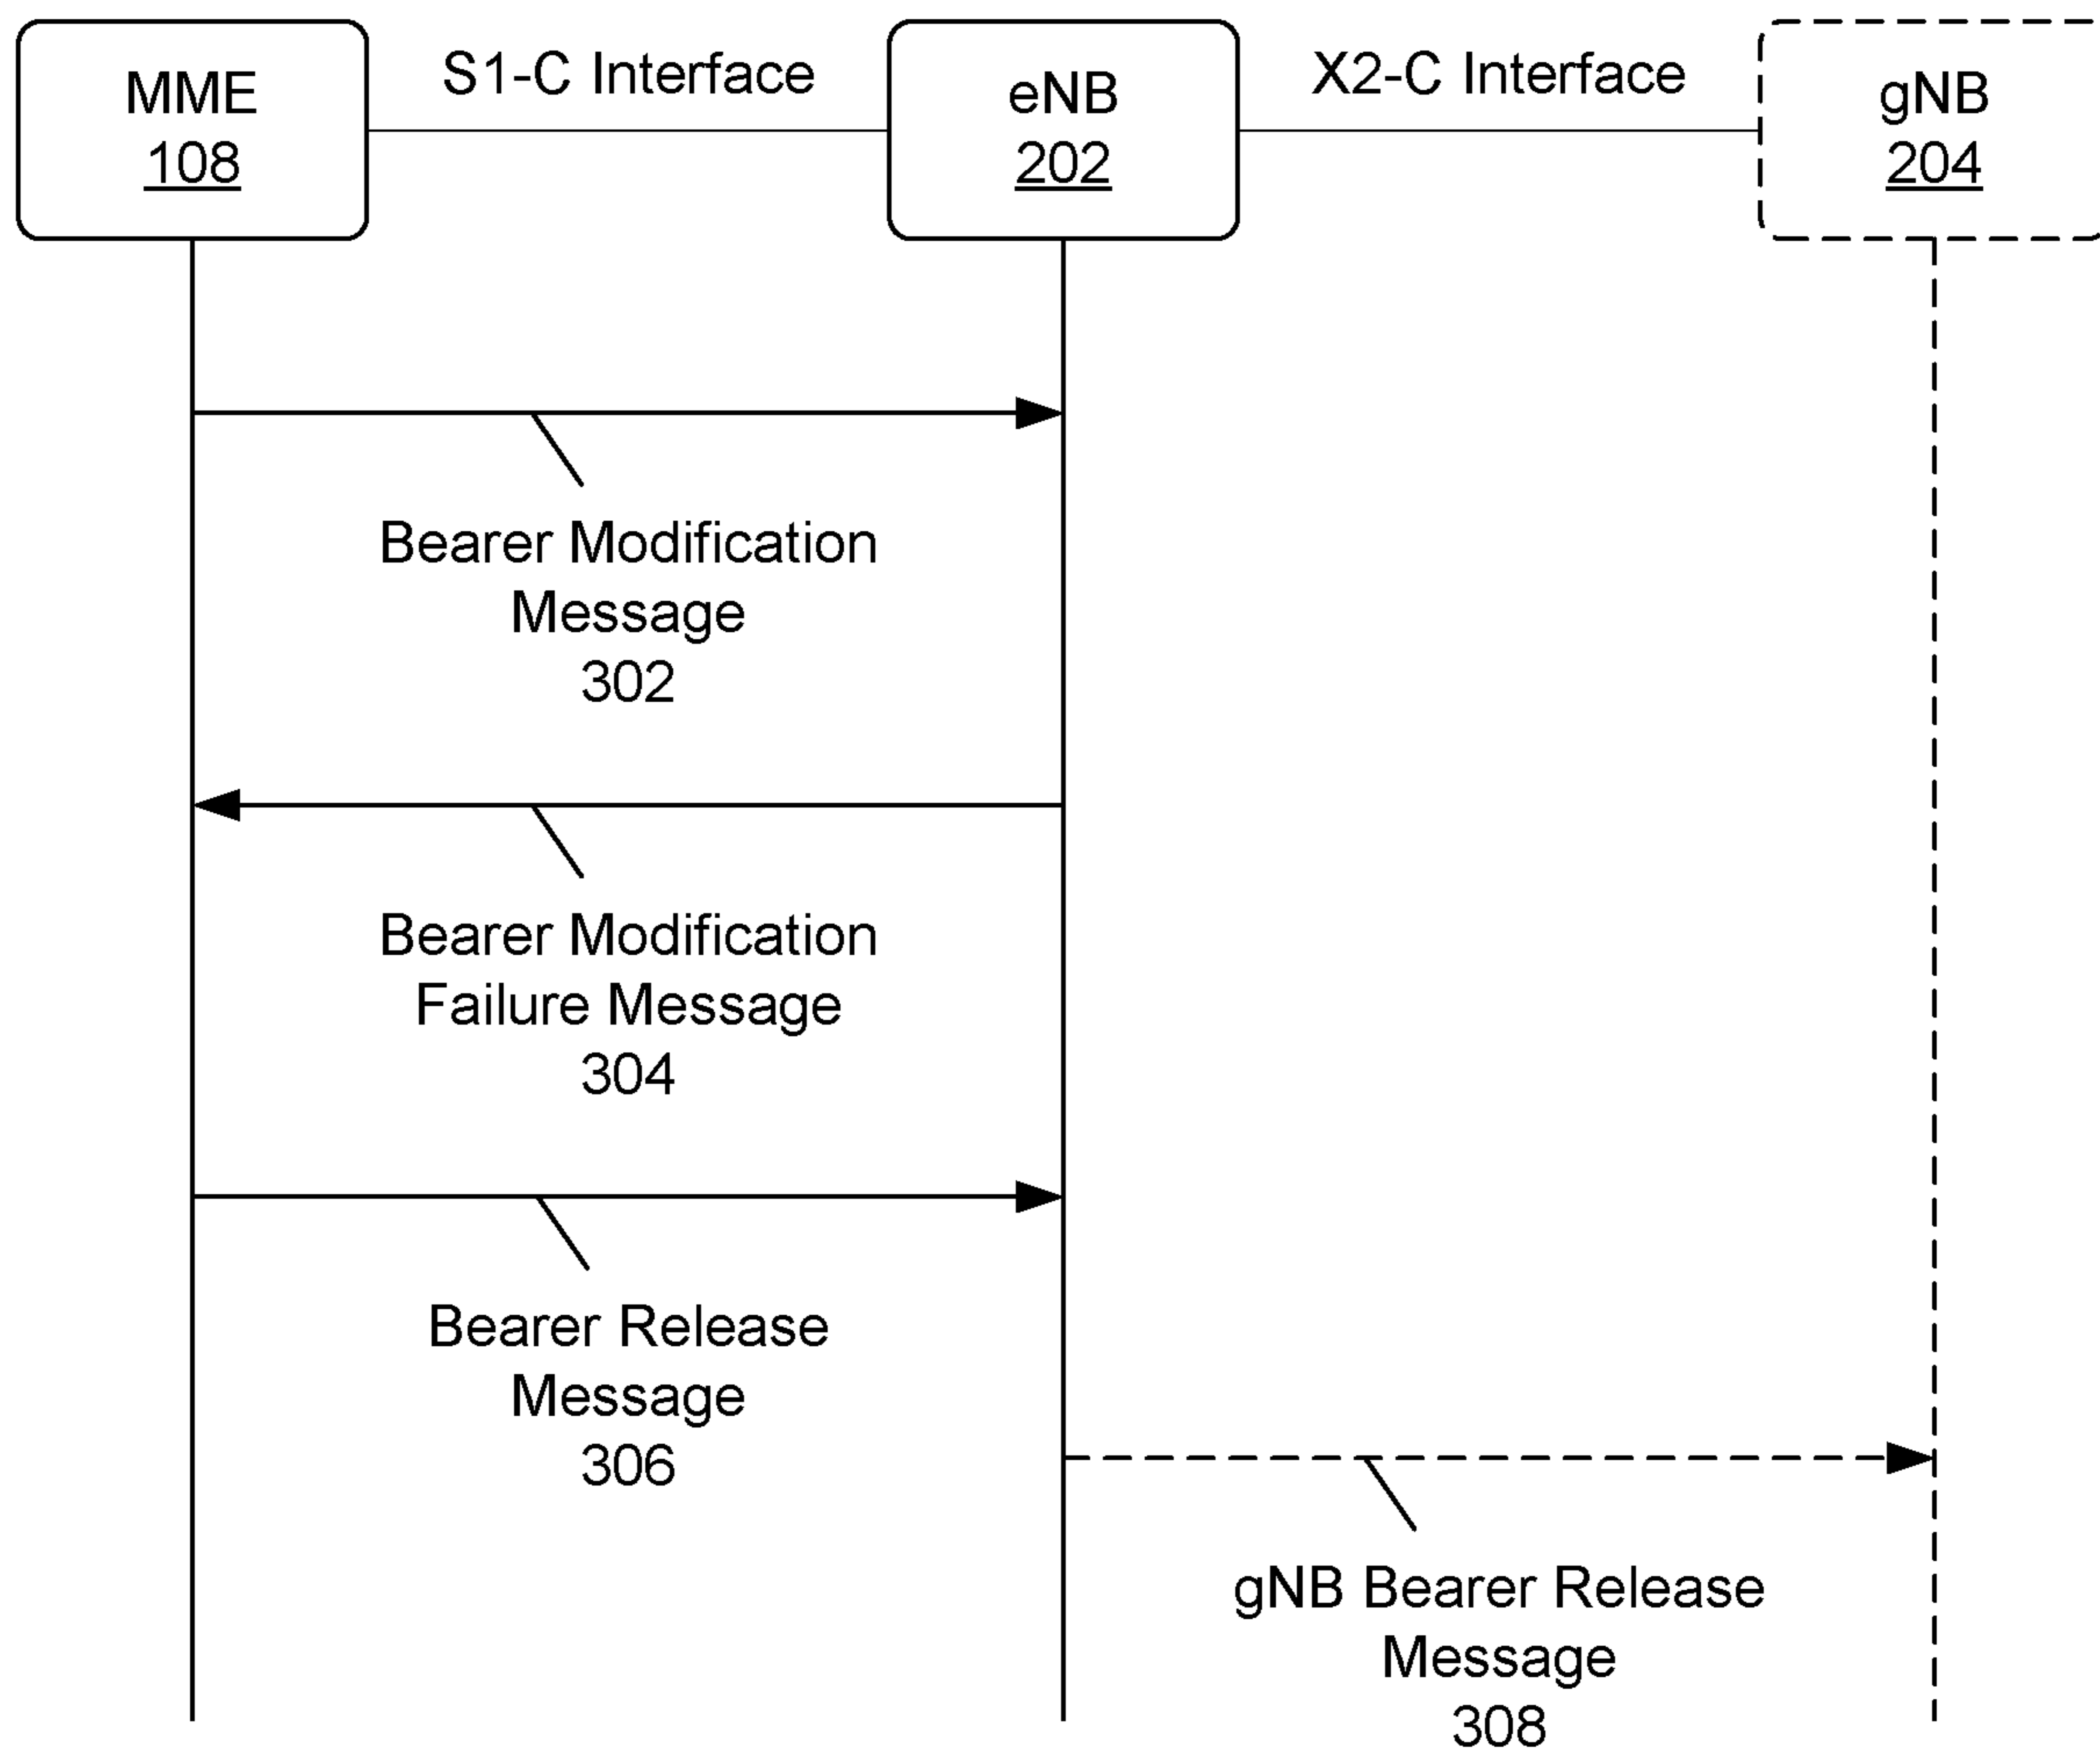 MME
108
S1-C Interface
eNB
202
X2-C Interface
gNB
204
Bearer Modification
Message
302
Bearer Modification
Failure Message
304
Bearer Release
Message
306
gNB Bearer Release
Message
308